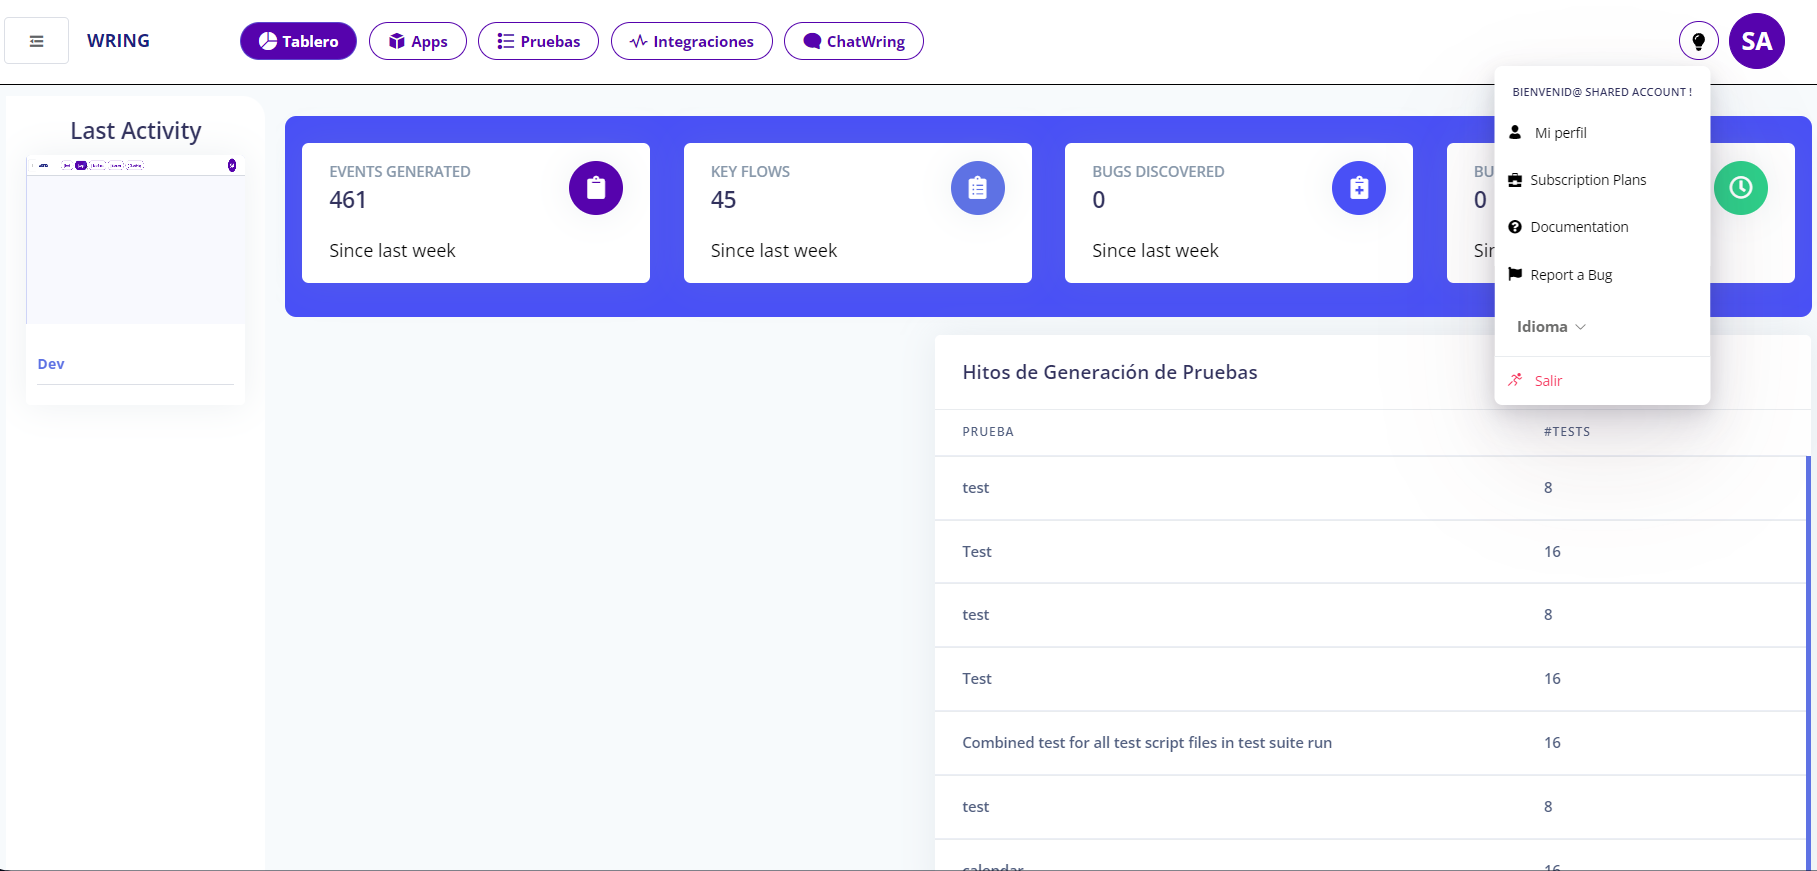 WRING
Tablero
Apps
Pruebas
Integraciones
ChatWring
SA
BIENVENID@ SHARED ACCOUNT !
Mi perfil
Subscription Plans
Documentation
Report a Bug
Idioma
Salir
Last Activity
Dev
EVENTS GENERATED
461
Since last week
KEY FLOWS
45
Since last week
BUGS DISCOVERED
0
Since last week
BU
0
Sin
Hitos de Generación de Pruebas
PRUEBA #TESTS
test 8
Test 16
test 8
Test 16
Combined test for all test script files in test suite run 16
test 8
calendar 16